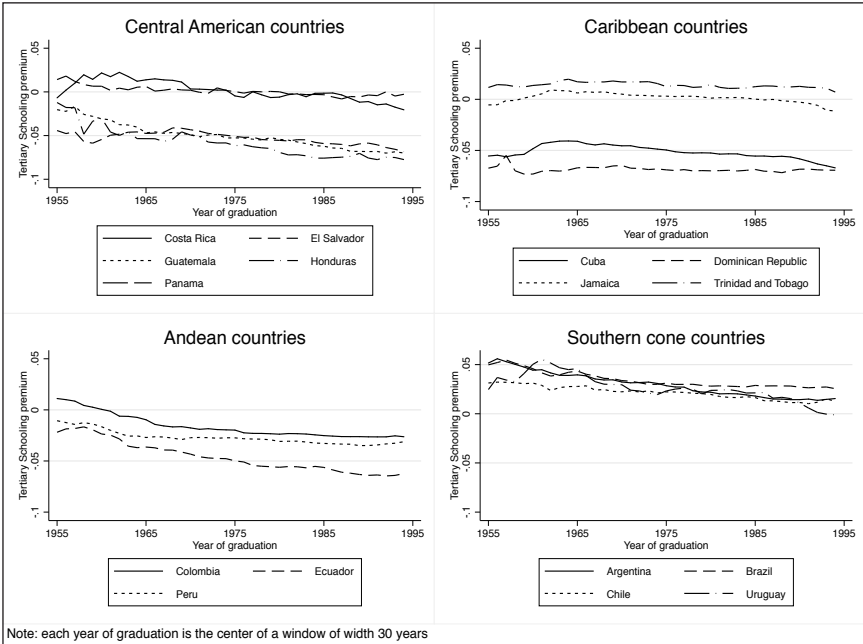 Central American countries
Tertiary Schooling premium
.05
0
-.05
-.1
1955 1965 1975 1985 1995
Year of graduation
Costa Rica El Salvador
Guatemala Honduras
Panama
Caribbean countries
Tertiary Schooling premium
.05
0
-.05
-.1
1955 1965 1975 1985 1995
Year of graduation
Cuba Dominican Republic
Jamaica Trinidad and Tobago
Andean countries
Tertiary Schooling premium
.05
0
-.05
-.1
1955 1965 1975 1985 1995
Year of graduation
Colombia Ecuador
Peru
Southern cone countries
Tertiary Schooling premium
.05
0
-.05
-.1
1955 1965 1975 1985 1995
Year of graduation
Argentina Brazil
Chile Uruguay
Note: each year of graduation is the center of a window of width 30 years